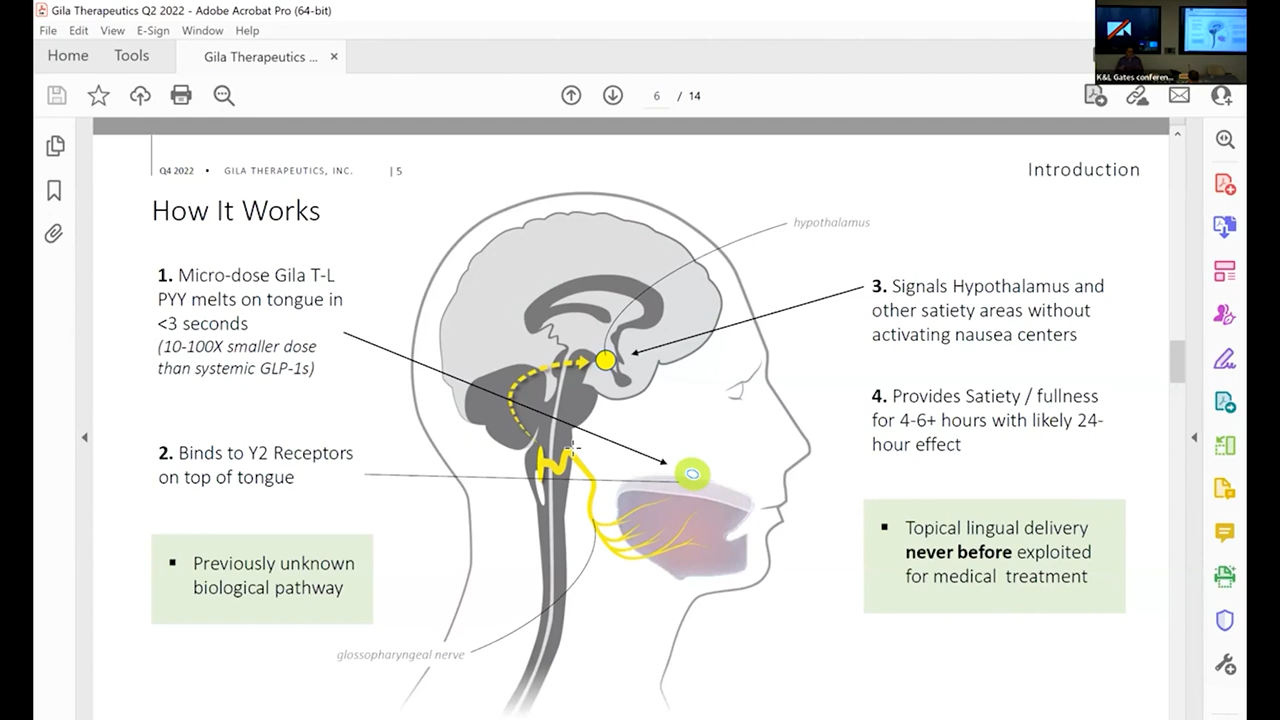 Gila Therapeutics Q2 2022 - Adobe Acrobat Pro (64-bit)
File Edit View E-Sign Window Help
Home Tools Gila Therapeutics ... ×
6 / 14
K&L Gates conferen...
Q4 2022 • GILA THERAPEUTICS, INC. | 5
Introduction
How It Works
hypothalamus
1. Micro-dose Gila T-L
PYY melts on tongue in
<3 seconds
(10-100X smaller dose
than systemic GLP-1s)
3. Signals Hypothalamus and
other satiety areas without
activating nausea centers
4. Provides Satiety / fullness
for 4-6+ hours with likely 24-
hour effect
2. Binds to Y2 Receptors
on top of tongue
▪ Previously unknown
biological pathway
▪ Topical lingual delivery
never before exploited
for medical treatment
glossopharyngeal nerve